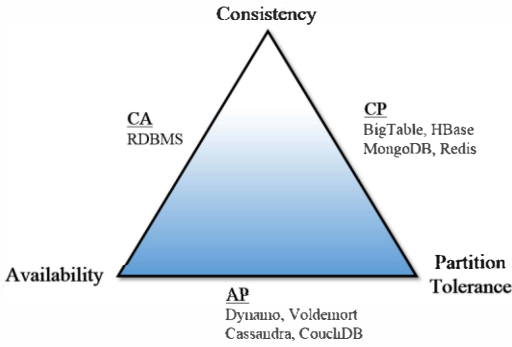 Consistency
CA
RDBMS
CP
BigTable, HBase
MongoDB, Redis
Availability
Partition
Tolerance
AP
Dynamo, Voldemort
Cassandra, CouchDB